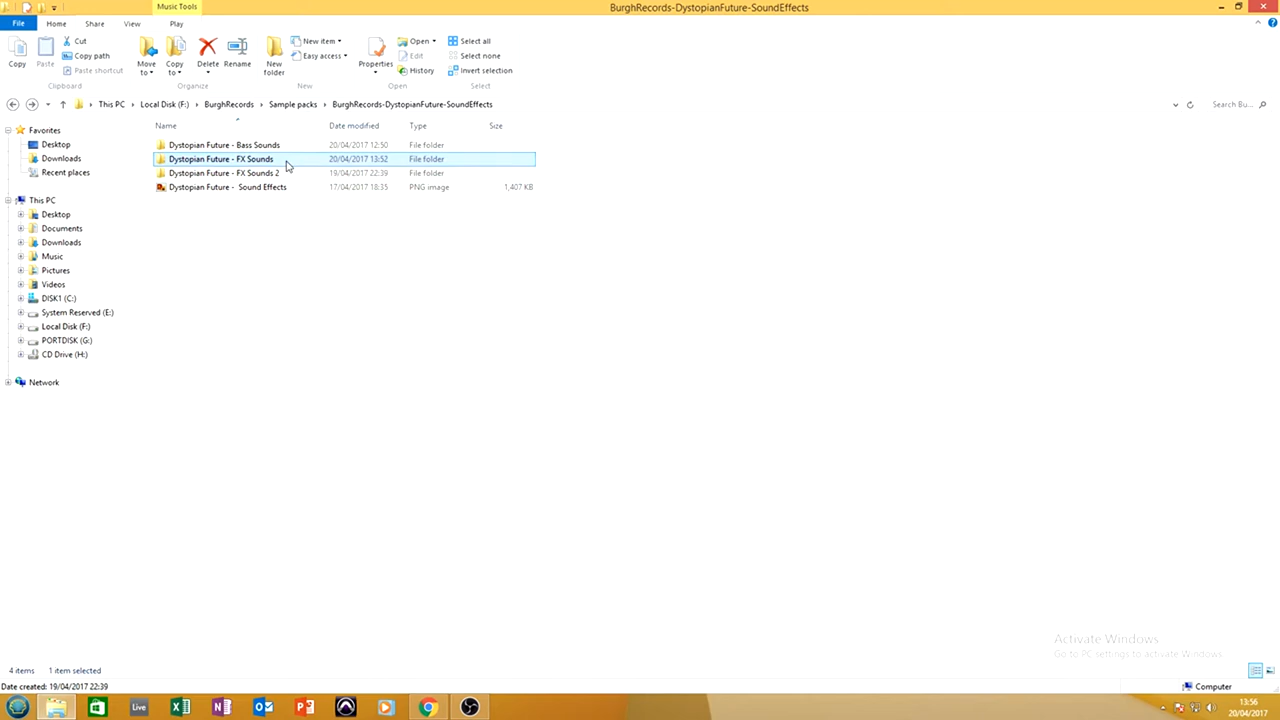 Music Tools
BurghRecords-DystopianFuture-SoundEffects
File Home Share View Play
Copy
Paste
Cut
Copy path
Paste shortcut
Clipboard
Move to
Copy to
Delete
Rename
Organize
New folder
New item
Easy access
New
Properties
Open
Edit
History
Open
Select all
Select none
Invert selection
Select
This PC Local Disk (F:) BurghRecords Sample packs BurghRecords-DystopianFuture-SoundEffects
Search Bu...
Name Date modified Type Size
Dystopian Future - Bass Sounds 20/04/2017 12:50 File folder
Dystopian Future - FX Sounds 20/04/2017 13:52 File folder
Dystopian Future - FX Sounds 2 19/04/2017 22:39 File folder
Dystopian Future - Sound Effects 17/04/2017 18:35 PNG image 1,407 KB
Favorites
Desktop
Downloads
Recent places
This PC
Desktop
Documents
Downloads
Music
Pictures
Videos
DISK1 (C:)
System Reserved (E:)
Local Disk (F:)
PORTDISK (G:)
CD Drive (H:)
Network
Activate Windows
Go to PC settings to activate Windows.
4 items 1 item selected
Date created: 19/04/2017 22:39
Computer
Live
13:56
20/04/2017